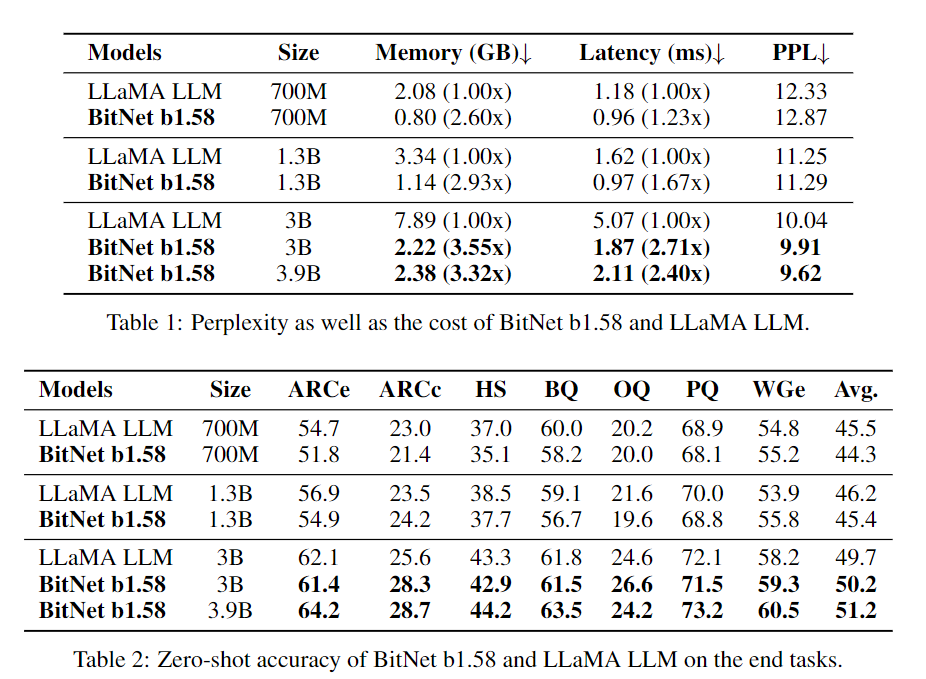 Models Size Memory (GB)↓ Latency (ms)↓ PPL↓
LLaMA LLM 700M 2.08 (1.00x) 1.18 (1.00x) 12.33
BitNet b1.58 700M 0.80 (2.60x) 0.96 (1.23x) 12.87
LLaMA LLM 1.3B 3.34 (1.00x) 1.62 (1.00x) 11.25
BitNet b1.58 1.3B 1.14 (2.93x) 0.97 (1.67x) 11.29
LLaMA LLM 3B 7.89 (1.00x) 5.07 (1.00x) 10.04
BitNet b1.58 3B 2.22 (3.55x) 1.87 (2.71x) 9.91
BitNet b1.58 3.9B 2.38 (3.32x) 2.11 (2.40x) 9.62
Table 1: Perplexity as well as the cost of BitNet b1.58 and LLaMA LLM.
Models Size ARCe ARCc HS BQ OQ PQ WGe Avg.
LLaMA LLM 700M 54.7 23.0 37.0 60.0 20.2 68.9 54.8 45.5
BitNet b1.58 700M 51.8 21.4 35.1 58.2 20.0 68.1 55.2 44.3
LLaMA LLM 1.3B 56.9 23.5 38.5 59.1 21.6 70.0 53.9 46.2
BitNet b1.58 1.3B 54.9 24.2 37.7 56.7 19.6 68.8 55.8 45.4
LLaMA LLM 3B 62.1 25.6 43.3 61.8 24.6 72.1 58.2 49.7
BitNet b1.58 3B 61.4 28.3 42.9 61.5 26.6 71.5 59.3 50.2
BitNet b1.58 3.9B 64.2 28.7 44.2 63.5 24.2 73.2 60.5 51.2
Table 2: Zero-shot accuracy of BitNet b1.58 and LLaMA LLM on the end tasks.